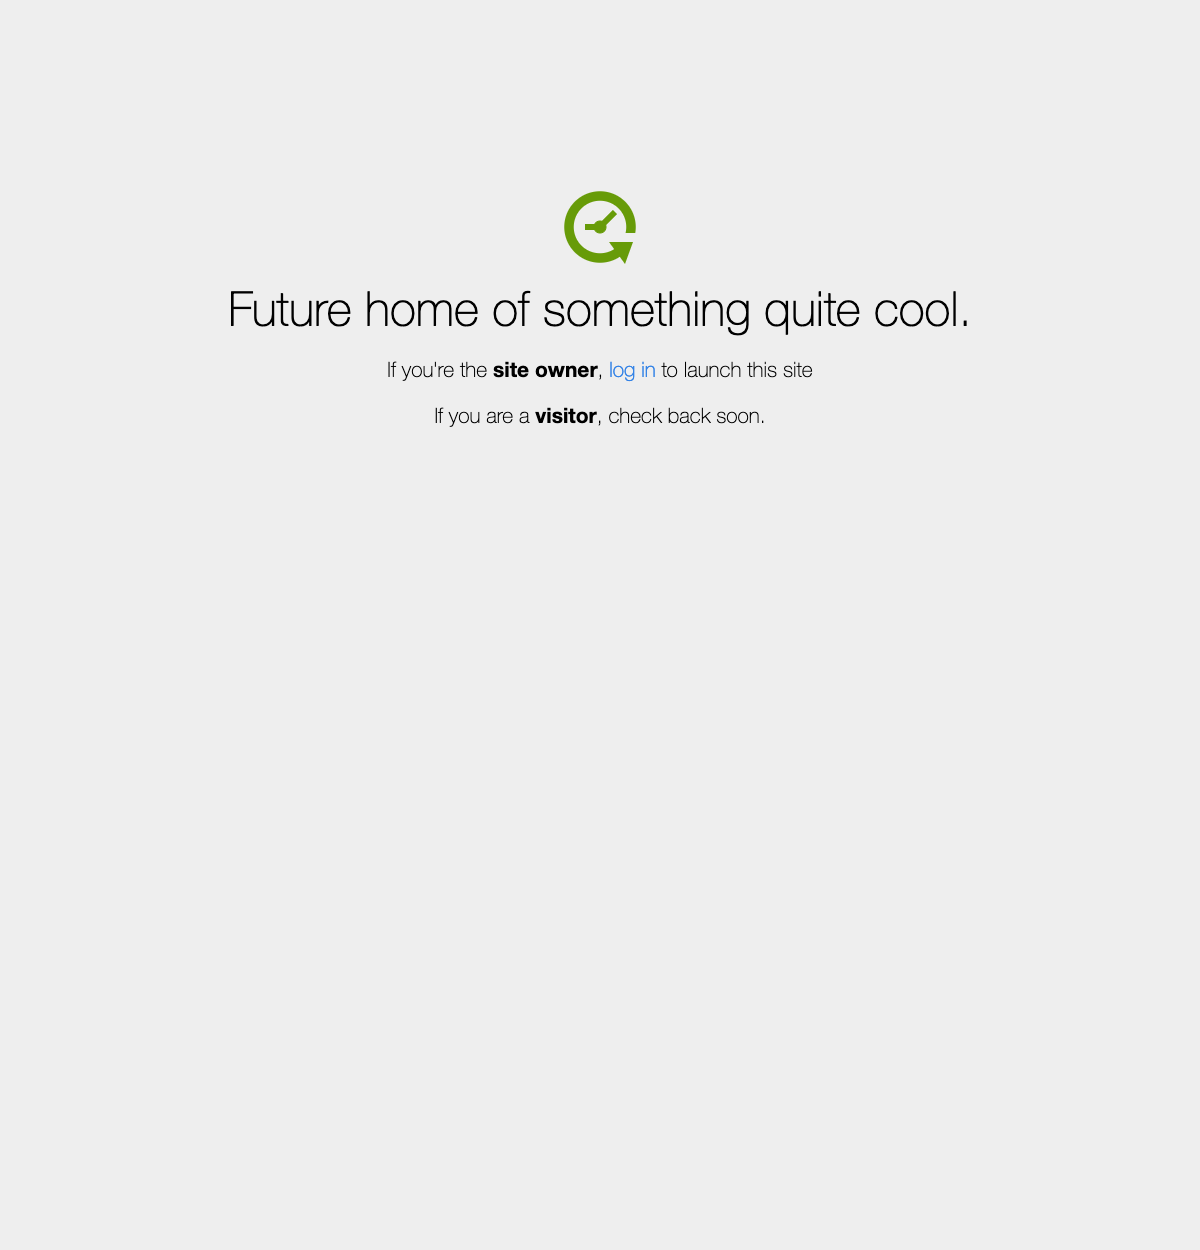 Future home of something quite cool.
If you're the site owner, log in to launch this site
If you are a visitor, check back soon.